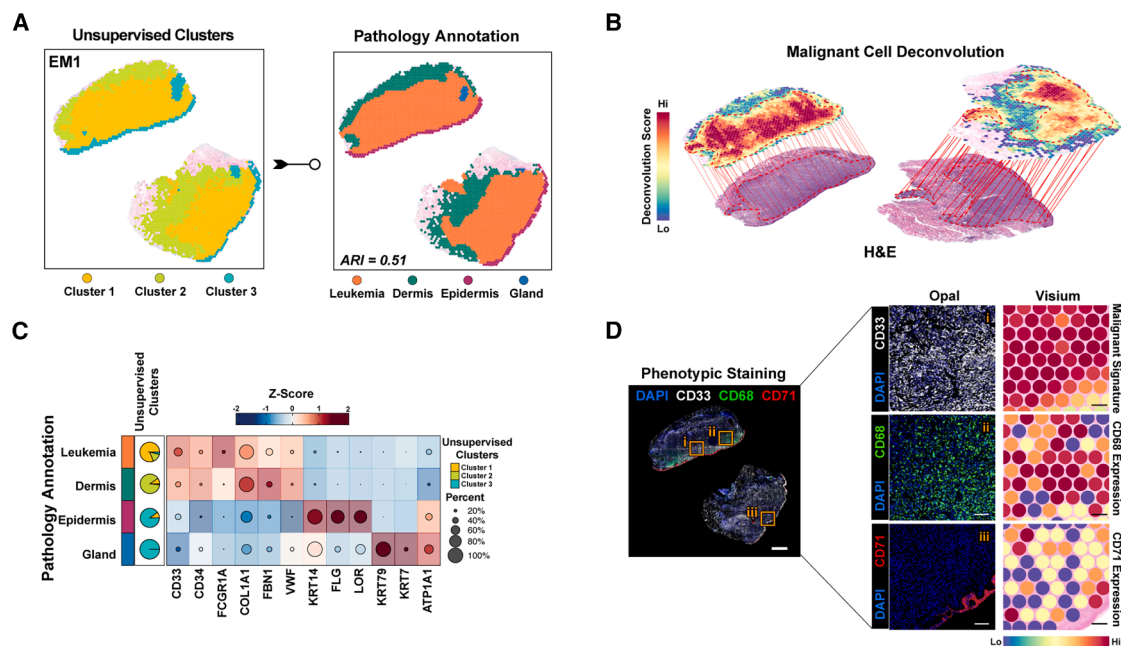 A
Unsupervised Clusters
EM1
Cluster 1
Cluster 2
Cluster 3
Pathology Annotation
ARI = 0.51
Leukemia
Dermis
Epidermis
Gland
B
Malignant Cell Deconvolution
Hi
Deconvolution Score
Lo
H&E
C
Z-Score
-2
-1
0
1
2
Unsupervised
Clusters
Pathology Annotation
Leukemia
Dermis
Epidermis
Gland
CD33
CD34
FCGR1A
COL1A1
FBN1
VWF
KRT14
FLG
LOR
KRT79
KRT7
ATP1A1
Unsupervised
Clusters
Cluster 1
Cluster 2
Cluster 3
Percent
20%
40%
60%
80%
100%
D
Phenotypic Staining
DAPI CD33 CD68 CD71
i
ii
iii
Opal
Visium
DAPI CD33
i
Malignant Signature
DAPI CD68
ii
CD68 Expression
DAPI CD71
iii
CD71 Expression
Lo
Hi